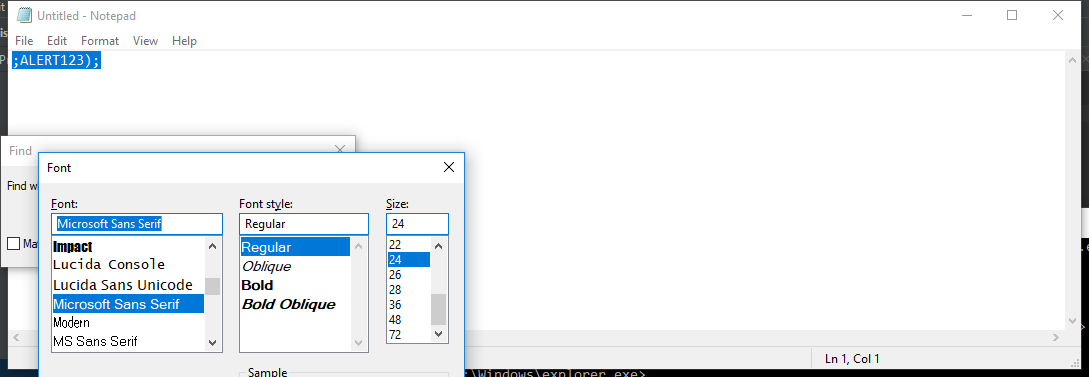 Untitled - Notepad
File Edit Format View Help
;ALERT123);
Find
Find w
Ma
Font
Font:
Microsoft Sans Serif
Impact
Lucida Console
Lucida Sans Unicode
Microsoft Sans Serif
Modern
MS Sans Serif
Font style:
Regular
Regular
Oblique
Bold
Bold Oblique
Size:
24
22
24
26
28
36
48
72
Sample
Ln 1, Col 1
:\Windows\explorer.exe>